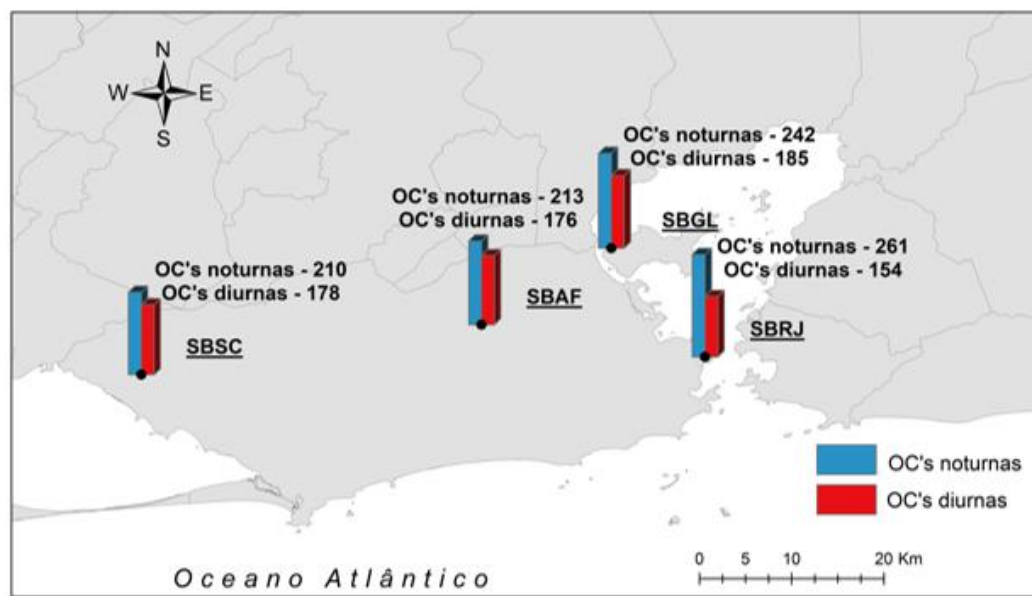 N
W E
S
OC's noturnas - 242
OC's diurnas - 185
OC's noturnas - 213
OC's diurnas - 176
SBGL
OC's noturnas - 261
OC's diurnas - 154
OC's noturnas - 210
OC's diurnas - 178
SBAF
SBRJ
SBSC
OC's noturnas
OC's diurnas
0 5 10 20 Km
Oceano Atlântico